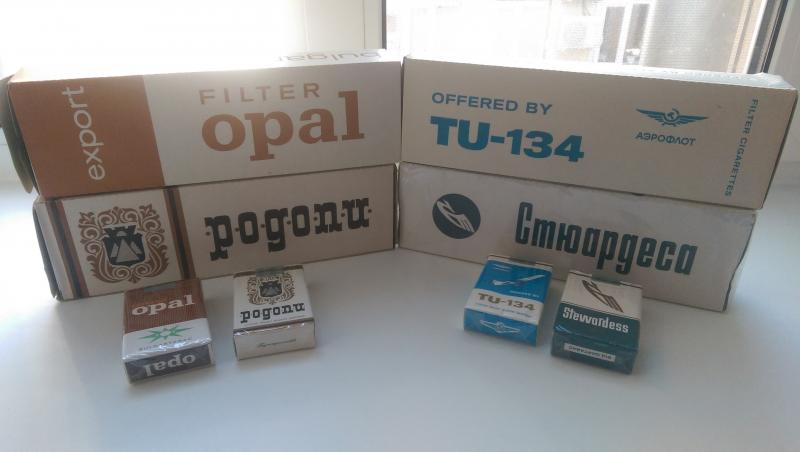 bulgar
export
FILTER
opal
OFFERED BY
TU-134
АЭРОФЛОТ
FILTER CIGARETTES
родопи
Стюардеса
opal
opal
родопи
TU-134
Stewardess